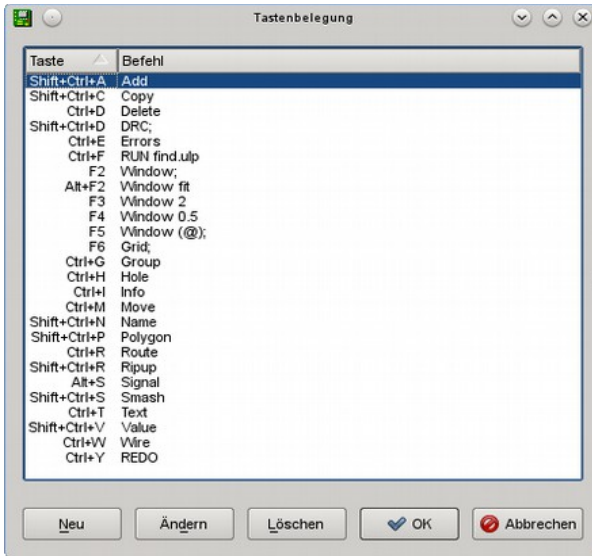 Tastenbelegung
Taste Befehl
Shift+Ctrl+A Add
Shift+Ctrl+C Copy
Ctrl+D Delete
Shift+Ctrl+D DRC;
Ctrl+E Errors
Ctrl+F RUN find.ulp
F2 Window;
Alt+F2 Window fit
F3 Window 2
F4 Window 0.5
F5 Window (@);
F6 Grid;
Ctrl+G Group
Ctrl+H Hole
Ctrl+I Info
Ctrl+M Move
Shift+Ctrl+N Name
Shift+Ctrl+P Polygon
Ctrl+R Route
Shift+Ctrl+R Ripup
Alt+S Signal
Shift+Ctrl+S Smash
Ctrl+T Text
Shift+Ctrl+V Value
Ctrl+W Wire
Ctrl+Y REDO
Neu Ändern Löschen OK Abbrechen